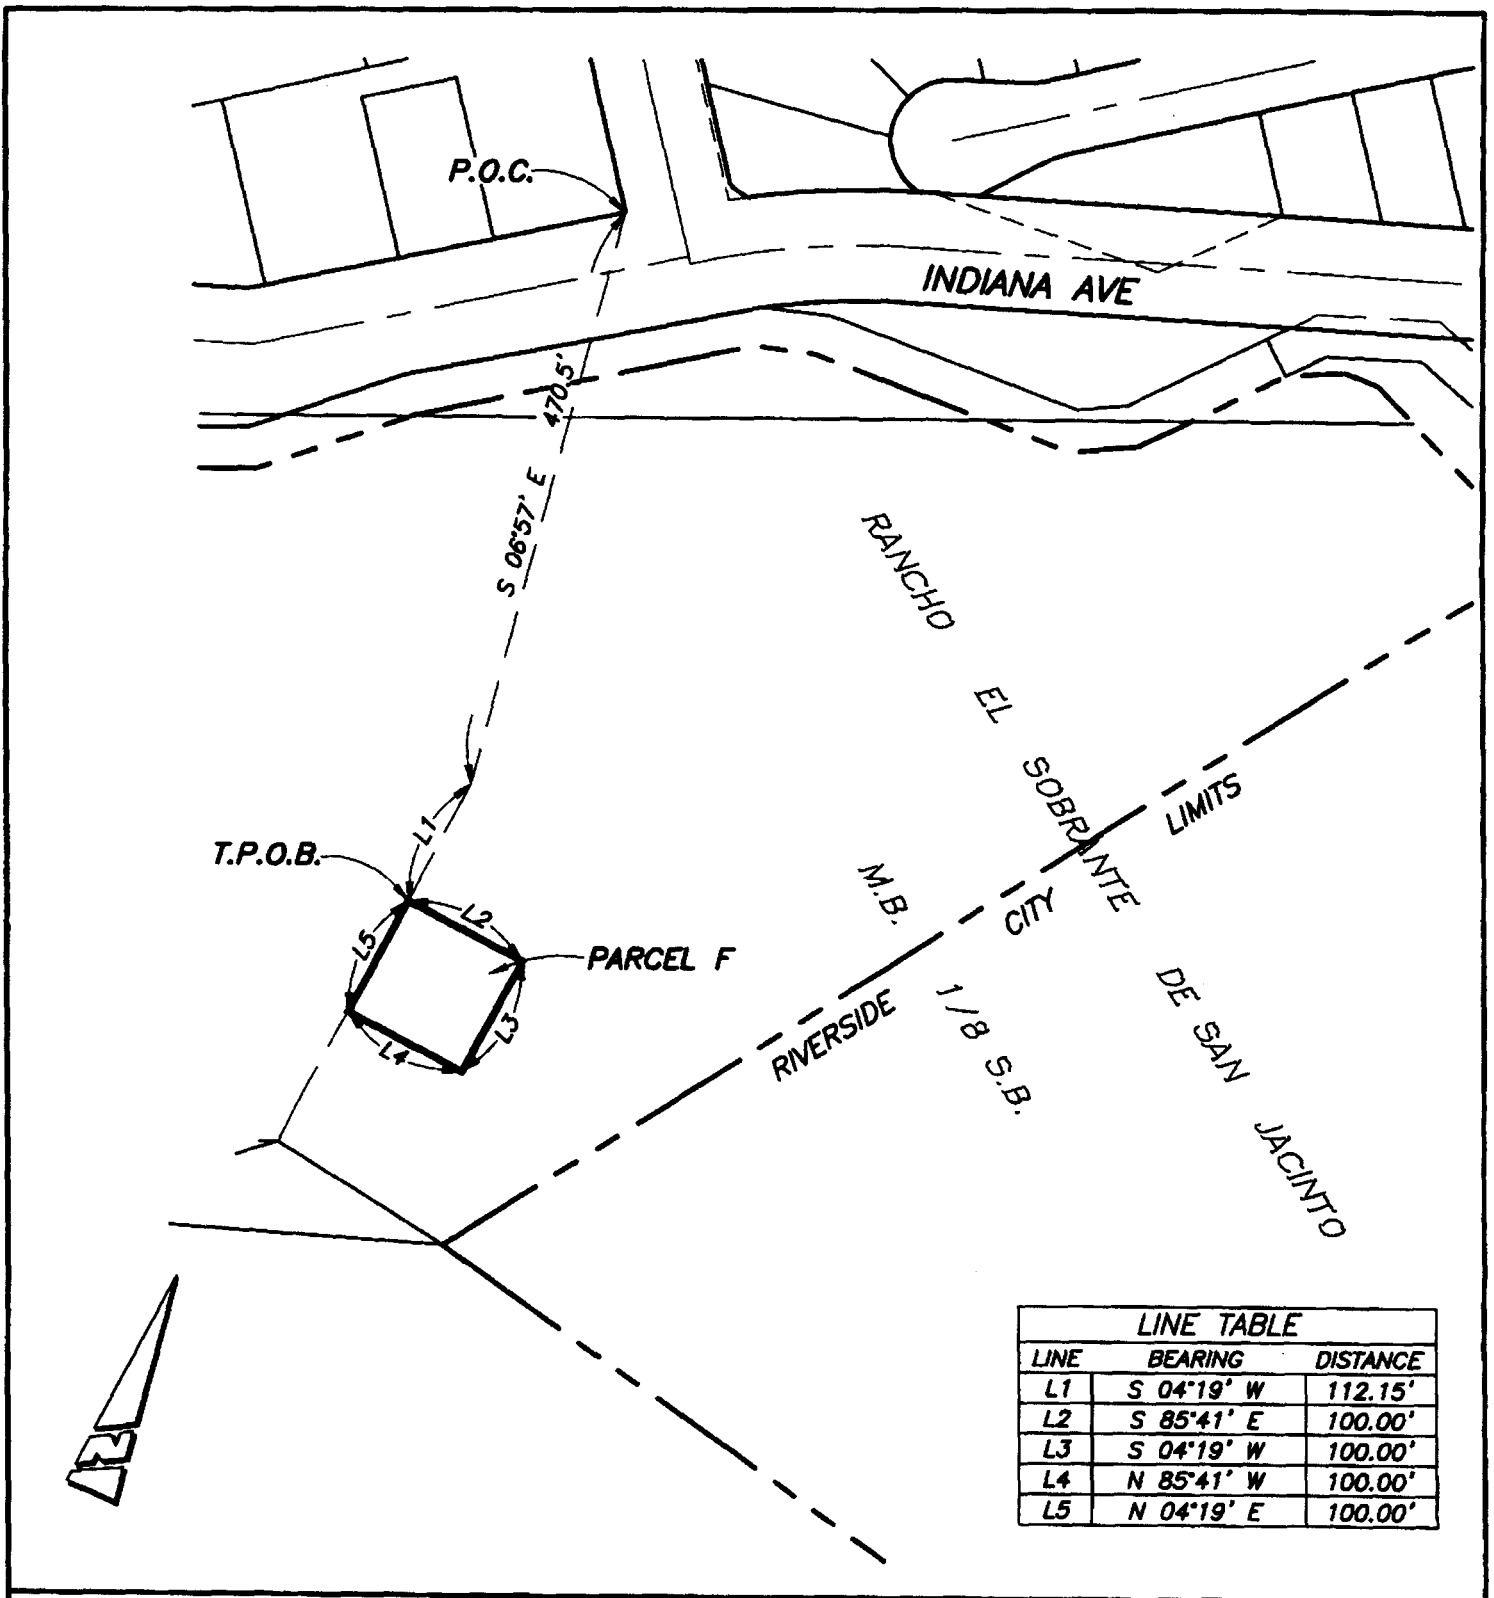 P.O.C.
INDIANA AVE
470.5'
S 06°57' E
RANCHO EL SOBRANTE DE SAN JACINTO
L1
T.P.O.B.
L2
L5
PARCEL F
L3
L4
M.B. 1/8 S.B.
RIVERSIDE CITY LIMITS
N
LINE TABLE
LINE BEARING DISTANCE
L1 S 04°19' W 112.15'
L2 S 85°41' E 100.00'
L3 S 04°19' W 100.00'
L4 N 85°41' W 100.00'
L5 N 04°19' E 100.00'